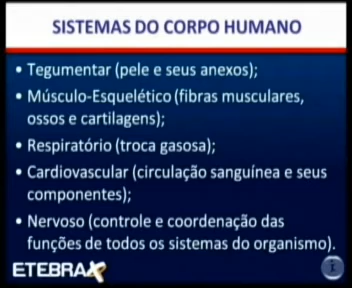 SISTEMAS DO CORPO HUMANO
• Tegumentar (pele e seus anexos);
• Músculo-Esquelético (fibras musculares,
ossos e cartilagens);
• Respiratório (troca gasosa);
• Cardiovascular (circulação sanguínea e seus
componentes);
• Nervoso (controle e coordenação das
funções de todos os sistemas do organismo).
ETEBRAX